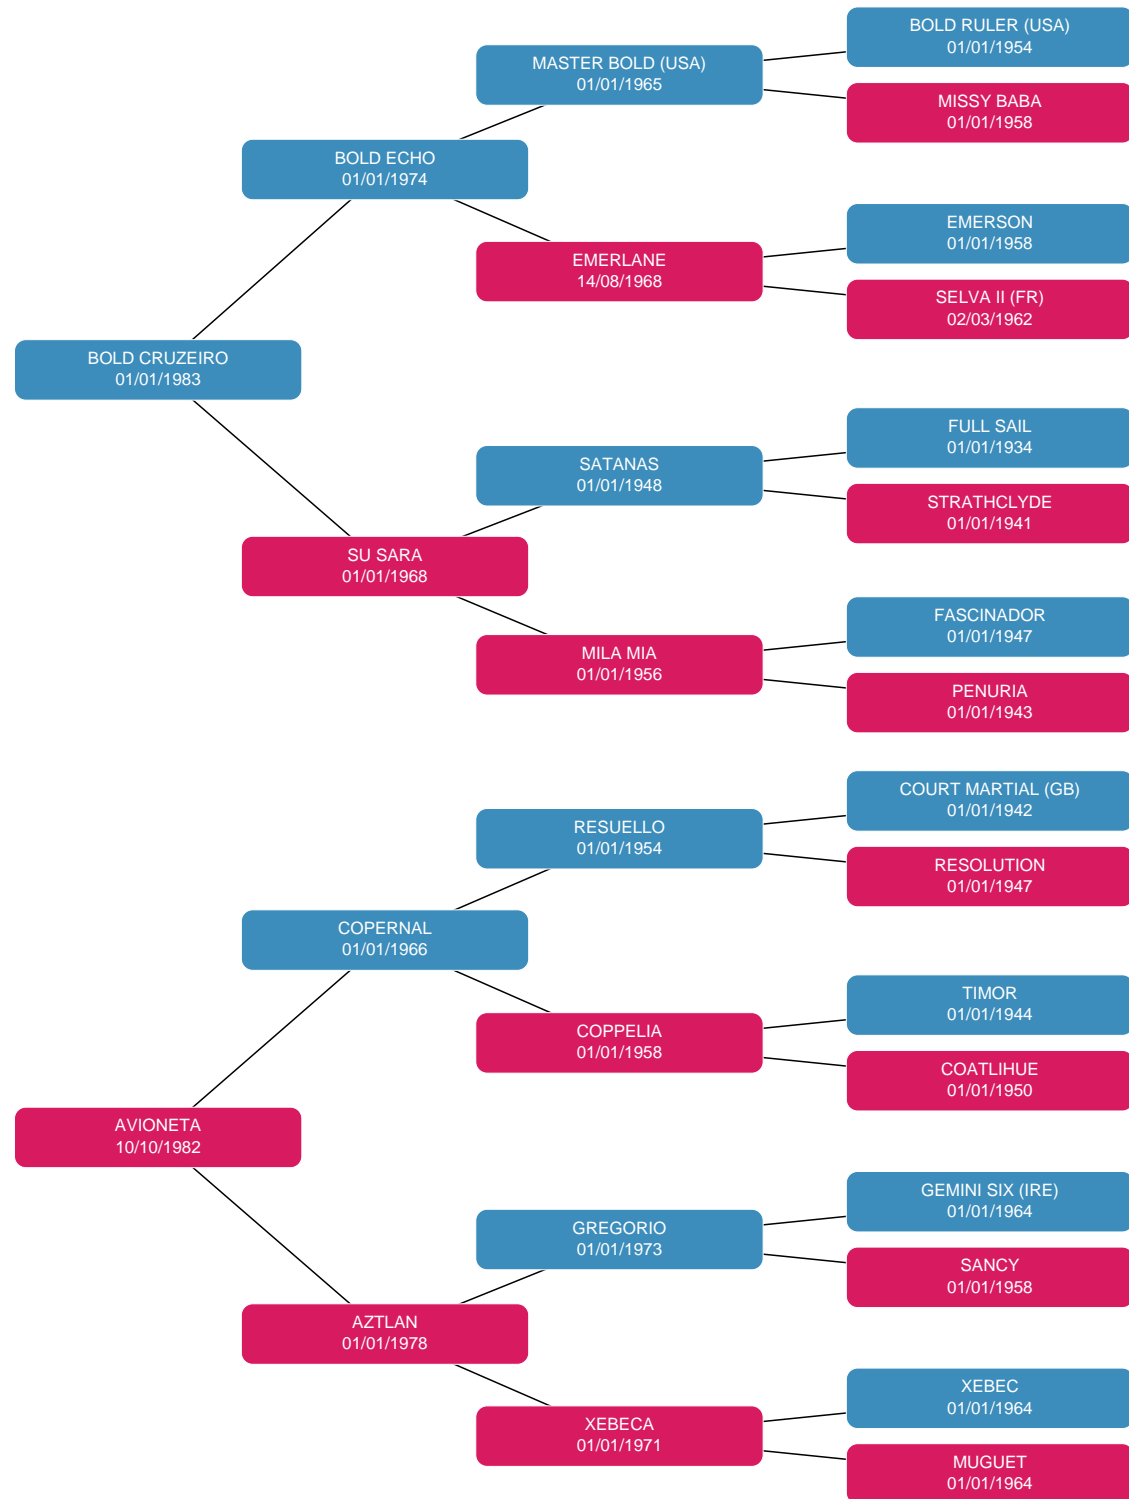 BOLD RULER (USA)
01/01/1954
MASTER BOLD (USA)
01/01/1965
MISSY BABA
01/01/1958
BOLD ECHO
01/01/1974
EMERSON
01/01/1958
EMERLANE
14/08/1968
SELVA II (FR)
02/03/1962
BOLD CRUZEIRO
01/01/1983
FULL SAIL
01/01/1934
SATANAS
01/01/1948
STRATHCLYDE
01/01/1941
SU SARA
01/01/1968
FASCINADOR
01/01/1947
MILA MIA
01/01/1956
PENURIA
01/01/1943
COURT MARTIAL (GB)
01/01/1942
RESUELLO
01/01/1954
RESOLUTION
01/01/1947
COPERNAL
01/01/1966
TIMOR
01/01/1944
COPPELIA
01/01/1958
COATLIHUE
01/01/1950
AVIONETA
10/10/1982
GEMINI SIX (IRE)
01/01/1964
GREGORIO
01/01/1973
SANCY
01/01/1958
AZTLAN
01/01/1978
XEBEC
01/01/1964
XEBECA
01/01/1971
MUGUET
01/01/1964